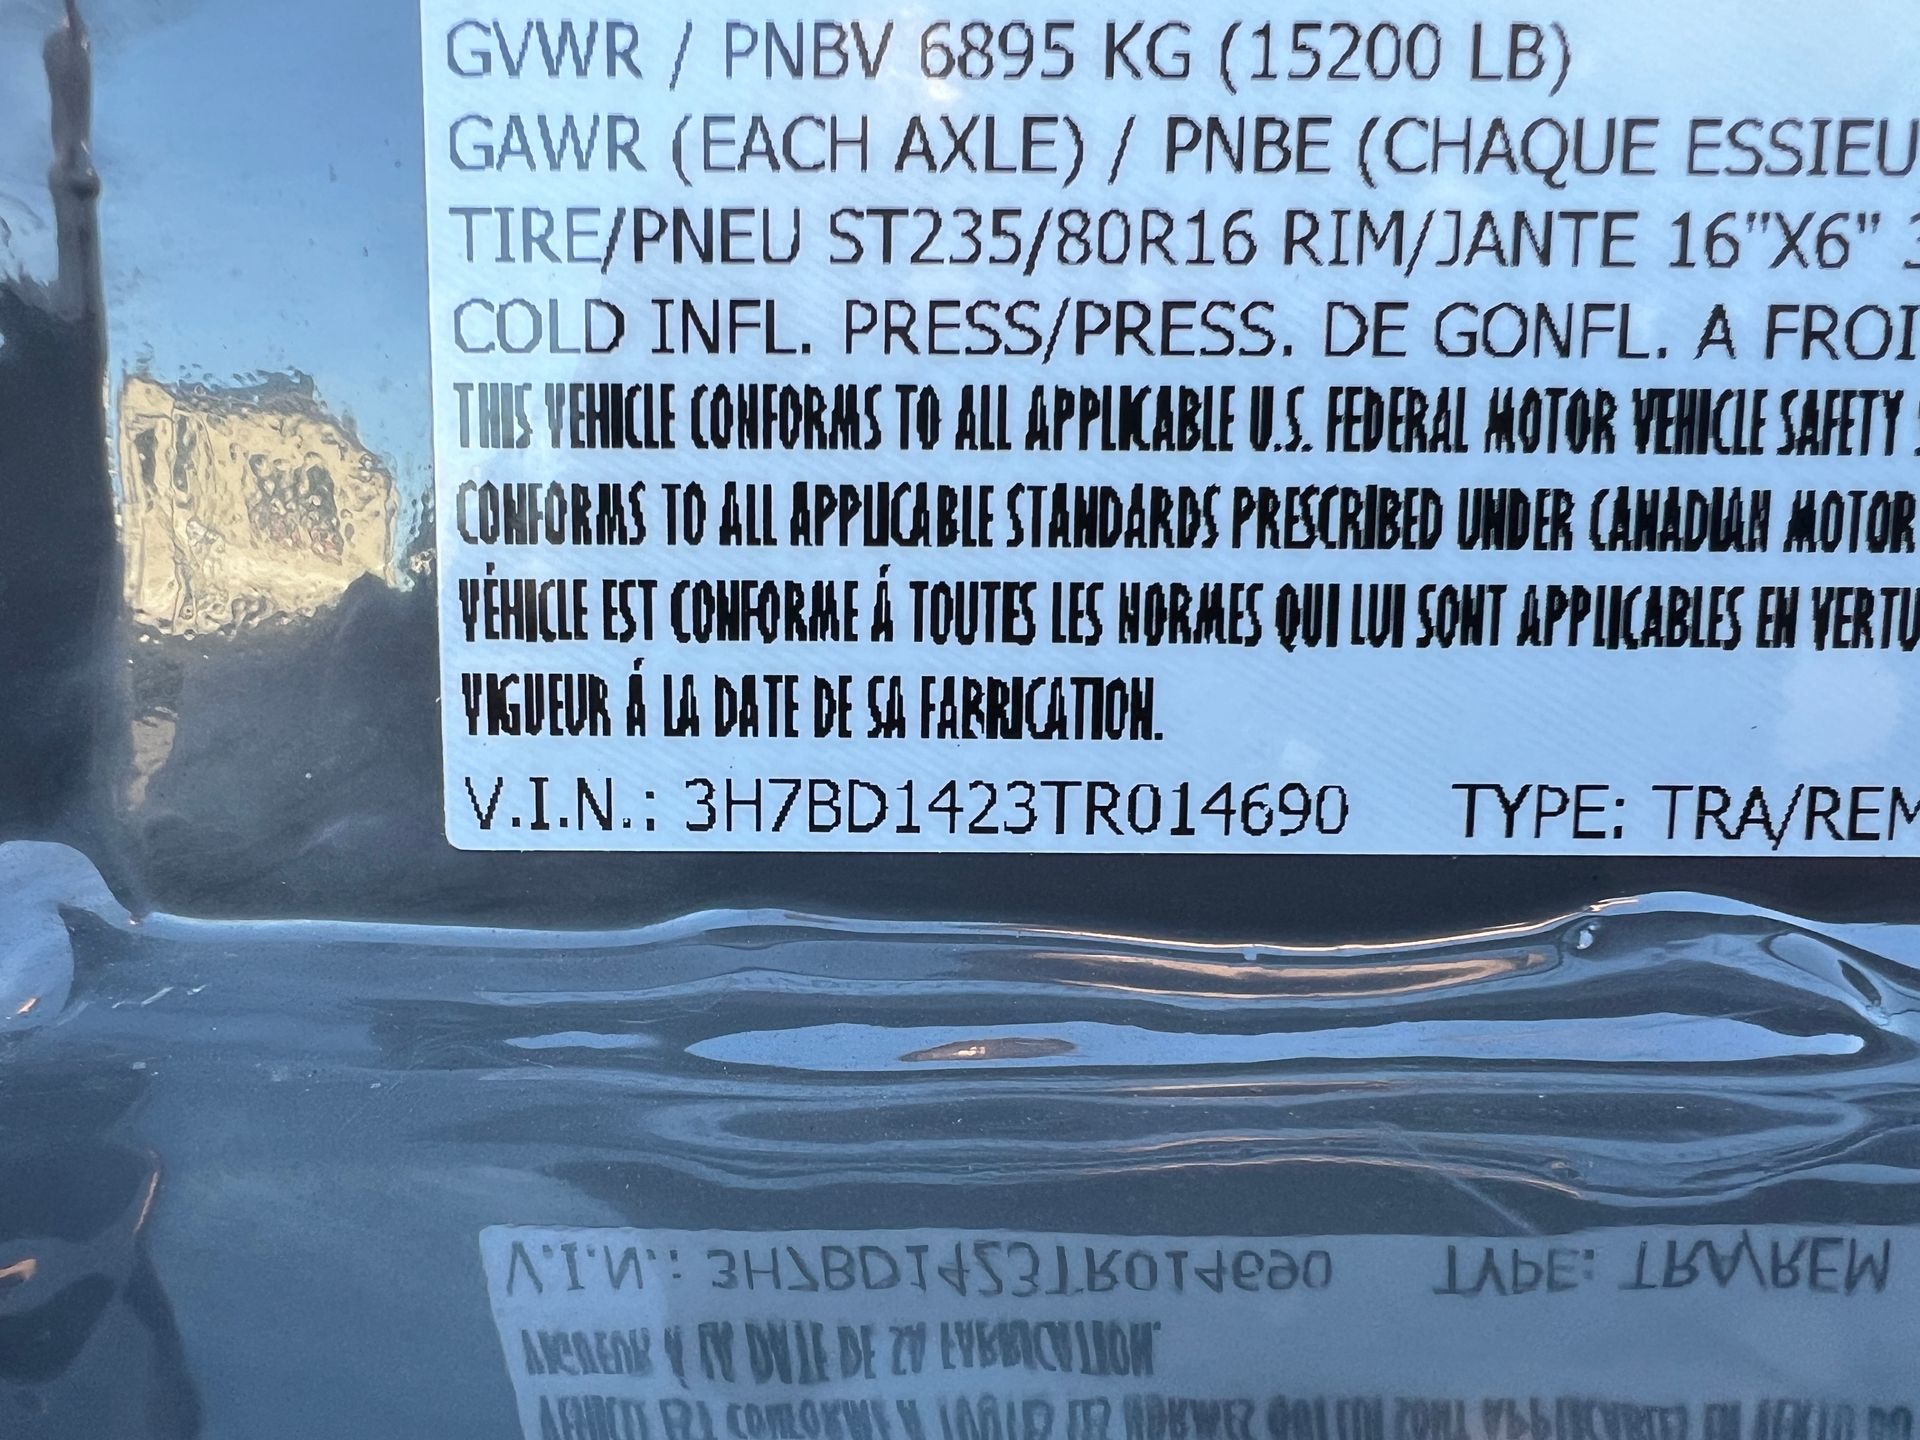 GVWR / PNBV 6895 KG (15200 LB)
GAWR (EACH AXLE) / PNBE (CHAQUE ESSIEU
TIRE/PNEU ST235/80R16 RIM/JANTE 16"X6"
COLD INFL. PRESS/PRESS. DE GONFL. A FROI
THIS VEHICLE CONFORMS TO ALL APPLICABLE U.S. FEDERAL MOTOR VEHICLE SAFETY
CONFORMS TO ALL APPLICABLE STANDARDS PRESCRIBED UNDER CANADIAN MOTOR
VÉHICLE EST CONFORME Á TOUTES LES NORMES QUI LUI SONT APPLICABLES EN VERTU
VIGUEUR Á LA DATE DE SA FABRICATION.
V.I.N.: 3H7BD1423TR014690 TYPE: TRA/REM